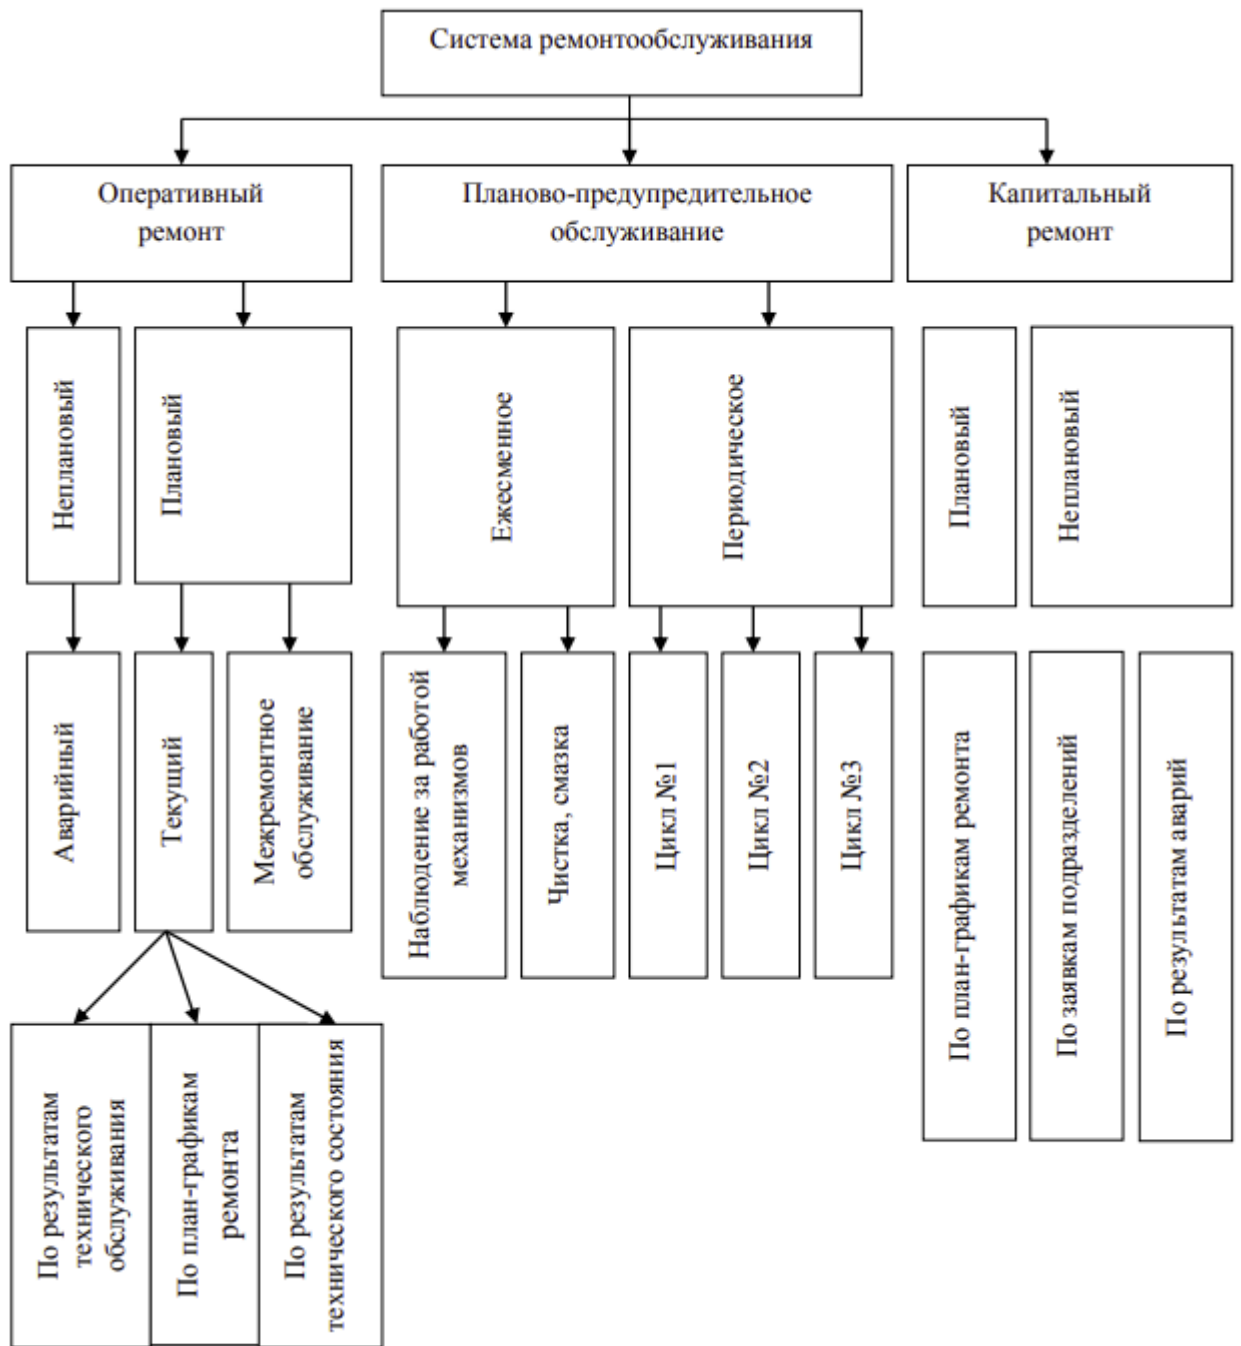 Система ремонтообслуживания
Оперативный
ремонт
Планово-предупредительное
обслуживание
Капитальный
ремонт
Неплановый
Плановый
Ежесменное
Периодическое
Плановый
Неплановый
Аварийный
Текущий
Межремонтное
обслуживание
Наблюдение за работой
механизмов
Чистка, смазка
Цикл №1
Цикл №2
Цикл №3
По план-графикам ремонта
По заявкам подразделений
По результатам аварий
По результатам
технического
обслуживания
По план-графикам
ремонта
По результатам
технического состояния